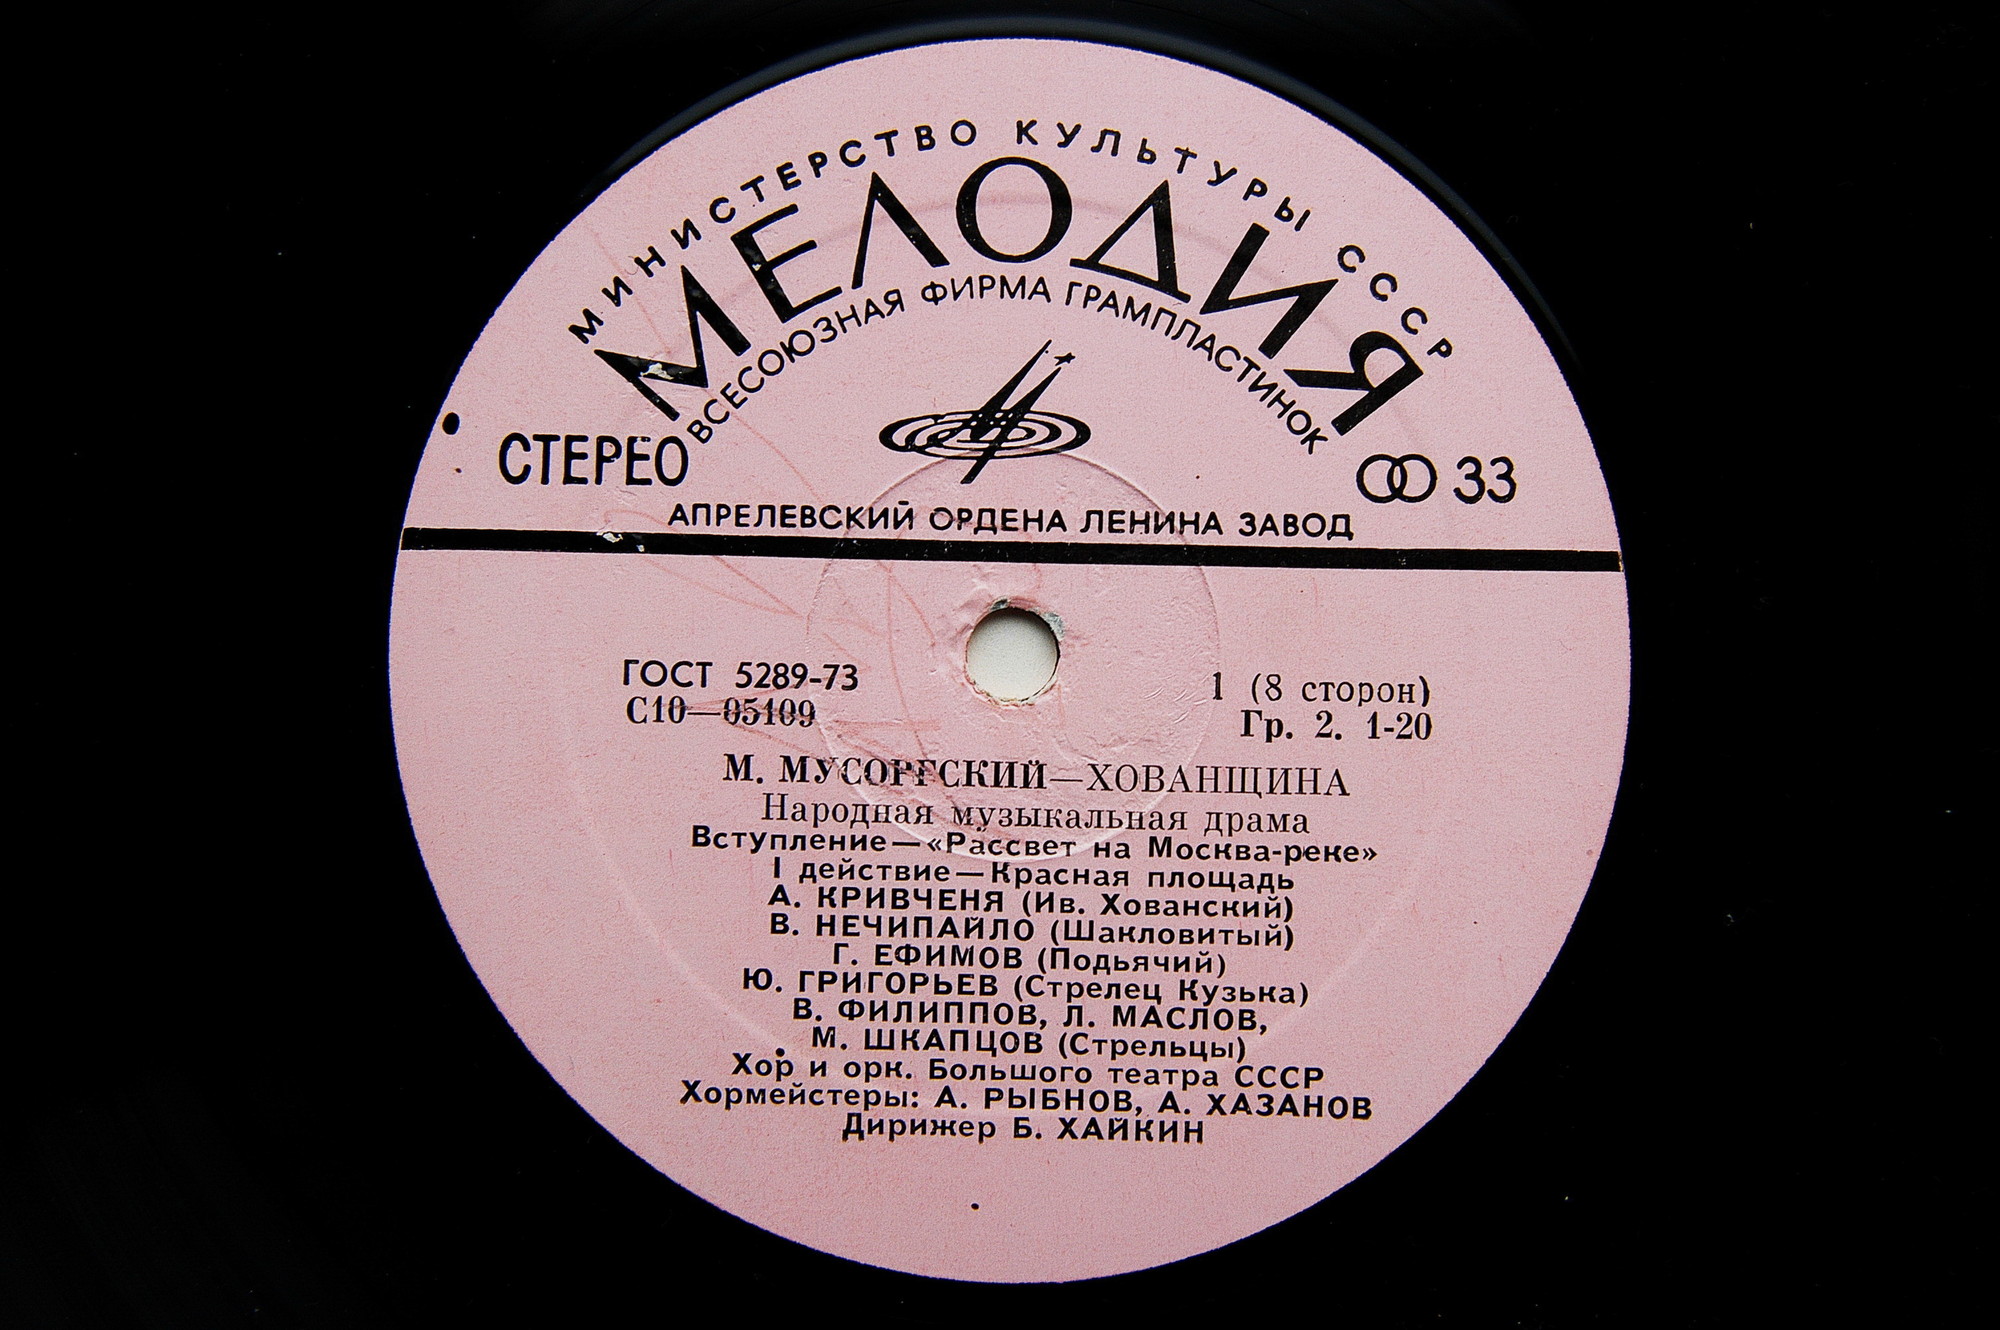 МИНИСТЕРСТВО КУЛЬТУРЫ СССР
МЕЛОДИЯ
ВСЕСОЮЗНАЯ ФИРМА ГРАМПЛАСТИНОК
СТЕРЕО
33
АПРЕЛЕВСКИЙ ОРДЕНА ЛЕНИНА ЗАВОД
ГОСТ 5289-73
С10—05109
1 (8 сторон)
Гр. 2. 1-20
М. МУСОРГСКИЙ—ХОВАНЩИНА
Народная музыкальная драма
Вступление—«Рассвет на Москва-реке»
I действие—Красная площадь
А. КРИВЧЕНЯ (Ив. Хованский)
В. НЕЧИПАЙЛО (Шакловитый)
Г. ЕФИМОВ (Подьячий)
Ю. ГРИГОРЬЕВ (Стрелец Кузька)
В. ФИЛИППОВ, Л. МАСЛОВ,
М. ШКАПЦОВ (Стрельцы)
Хор и орк. Большого театра СССР
Хормейстеры: А. РЫБНОВ, А. ХАЗАНОВ
Дирижер Б. ХАЙКИН